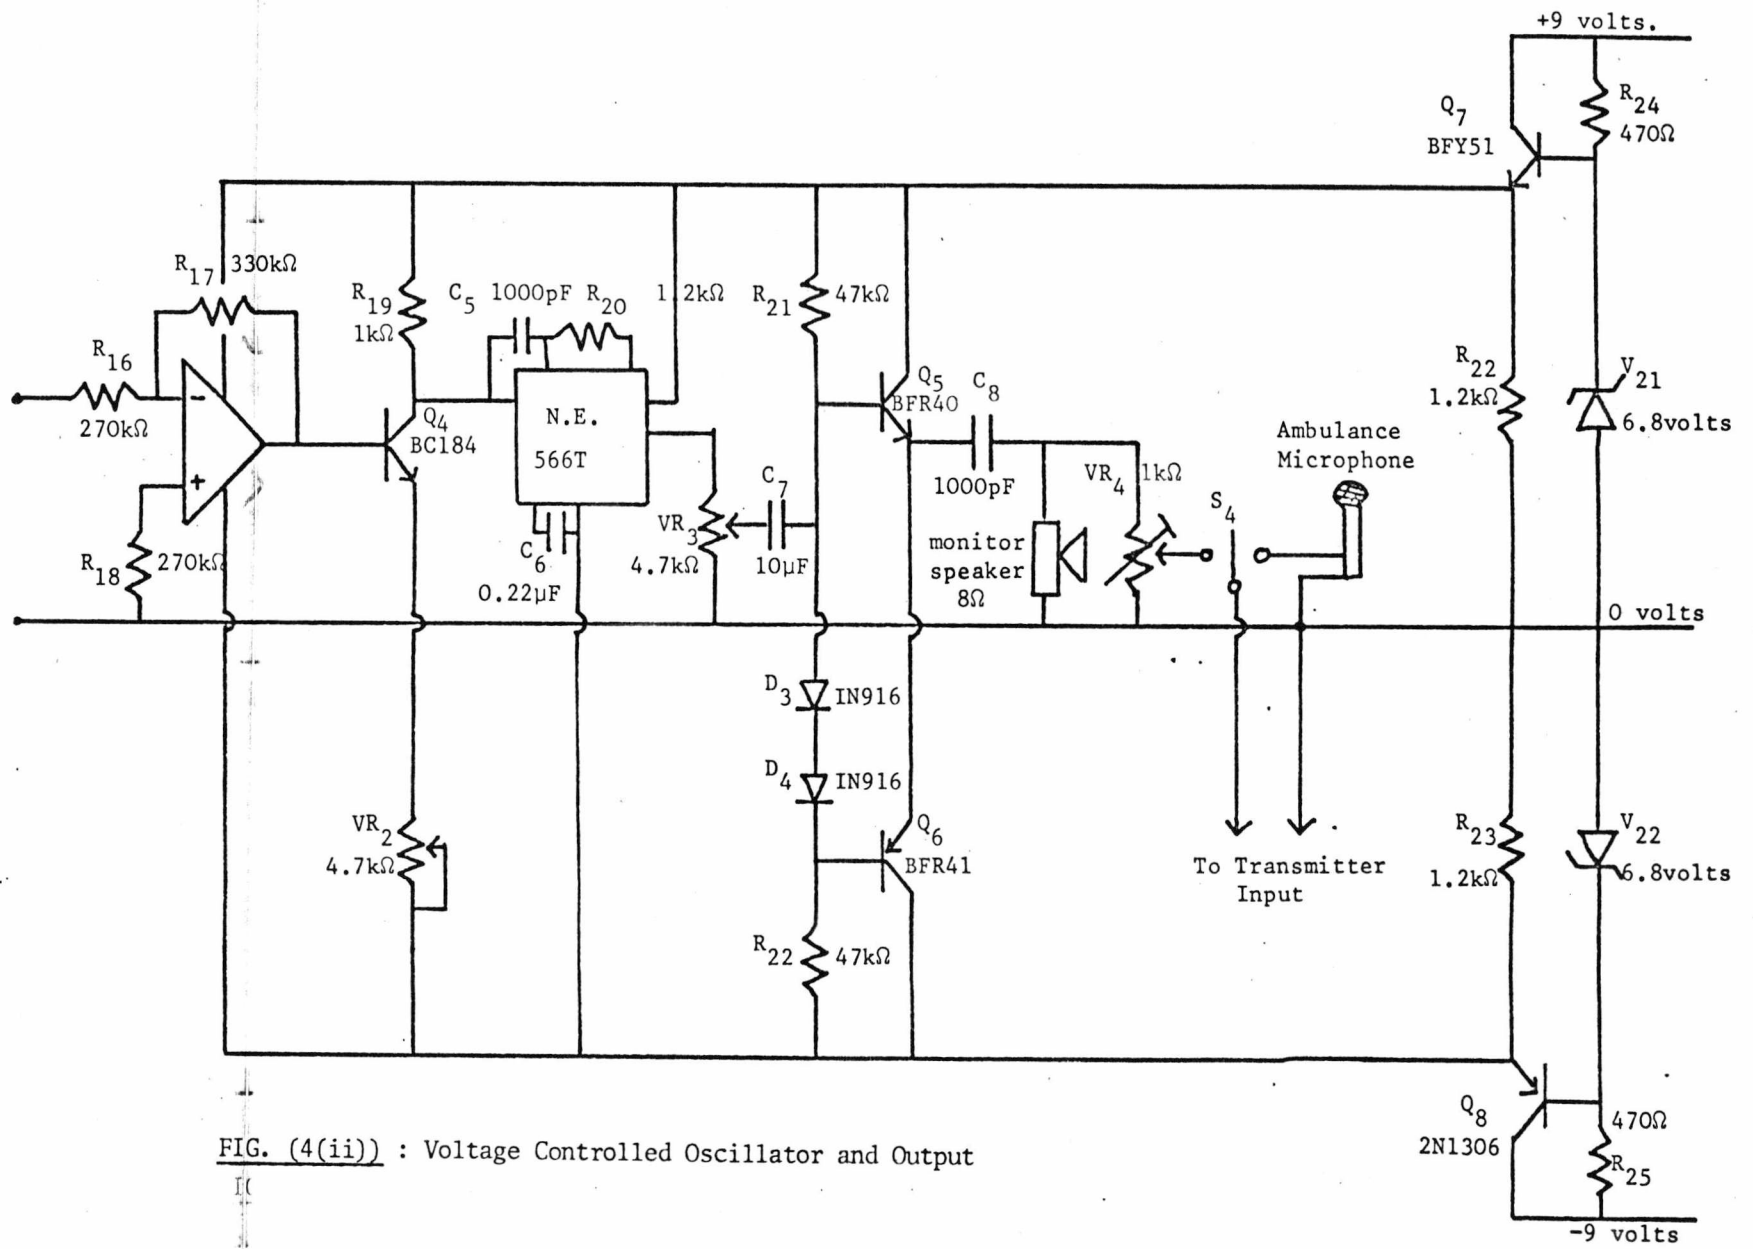 +9 volts.
R24
470Ω
Q7
BFY51
R17
330kΩ
R19
1kΩ
C5
1000pF
R20
1.2kΩ
R21
47kΩ
R16
270kΩ
-
+
Q4
BC184
N.E.
566T
Q5
BFR40
C8
1000pF
R22
1.2kΩ
V21
6.8volts
Ambulance
Microphone
VR4
1kΩ
S4
C7
10µF
VR3
4.7kΩ
R18
270kΩ
C6
0.22µF
monitor
speaker
8Ω
0 volts
D3
IN916
D4
IN916
VR2
4.7kΩ
Q6
BFR41
R23
1.2kΩ
V22
6.8volts
To Transmitter
Input
R22
47kΩ
Q8
2N1306
470Ω
R25
-9 volts
FIG. (4(ii)) : Voltage Controlled Oscillator and Output